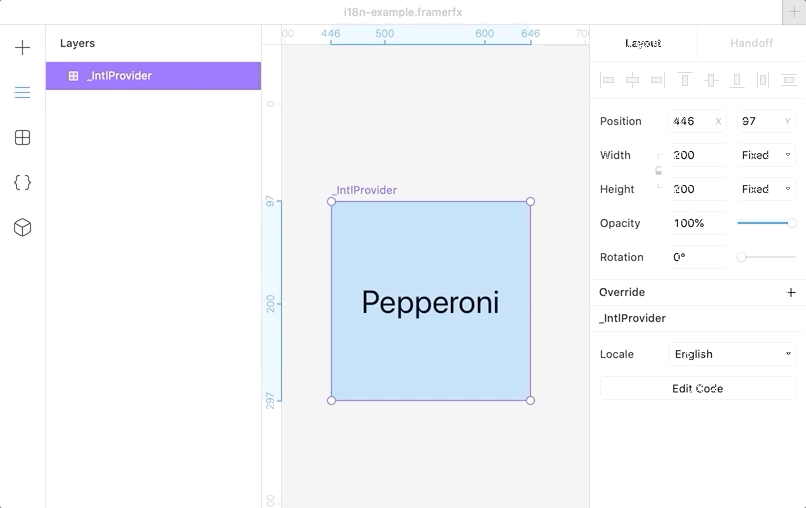 i18n-example.framerfx
Layers
_IntlProvider
00 446 500 600 646 700
0
97
200
297
00
_IntlProvider
Pepperoni
Layout Handoff
Position 446 X 97 Y
Width 200 Fixed
Height 200 Fixed
Opacity 100%
Rotation 0°
Override
_IntlProvider
Locale English
Edit Code